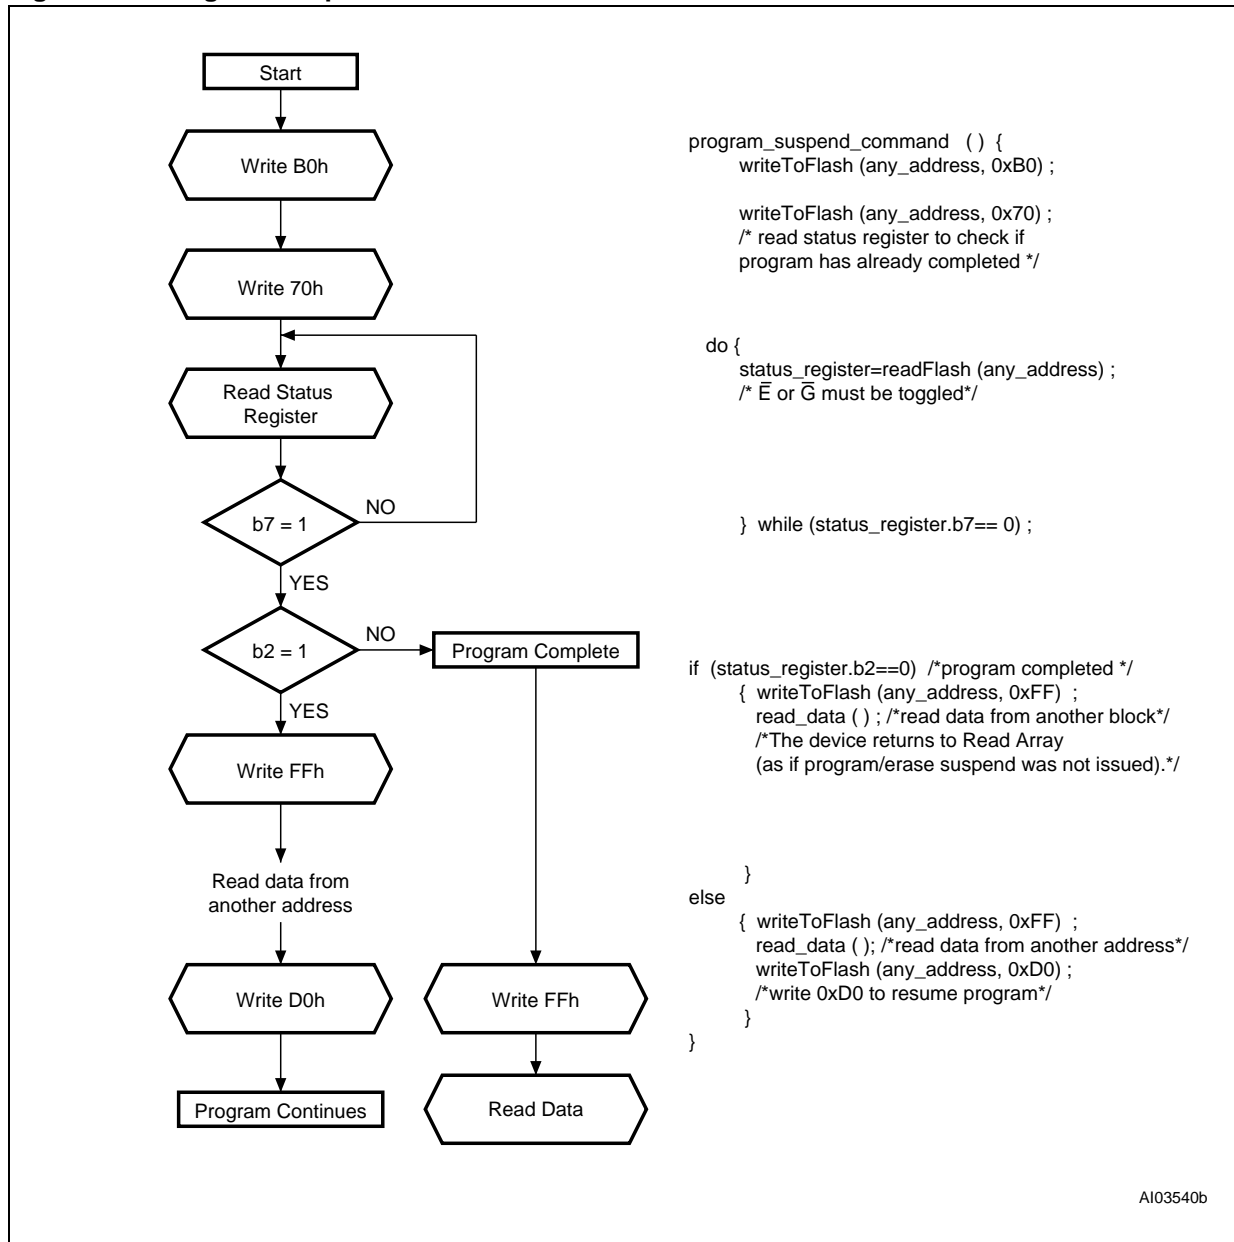 Start
Write B0h
Write 70h
Read Status
Register
b7 = 1
NO
YES
b2 = 1
NO
Program Complete
YES
Write FFh
Read data from
another address
Write D0h
Write FFh
Program Continues
Read Data
program_suspend_command ( ) {
writeToFlash (any_address, 0xB0) ;
writeToFlash (any_address, 0x70) ;
/* read status register to check if
program has already completed */
do {
status_register=readFlash (any_address) ;
/* E̅ or G̅ must be toggled*/
} while (status_register.b7== 0) ;
if (status_register.b2==0) /*program completed */
{ writeToFlash (any_address, 0xFF) ;
read_data ( ) ; /*read data from another block*/
/*The device returns to Read Array
(as if program/erase suspend was not issued).*/
}
else
{ writeToFlash (any_address, 0xFF) ;
read_data ( ); /*read data from another address*/
writeToFlash (any_address, 0xD0) ;
/*write 0xD0 to resume program*/
}
}
AI03540b